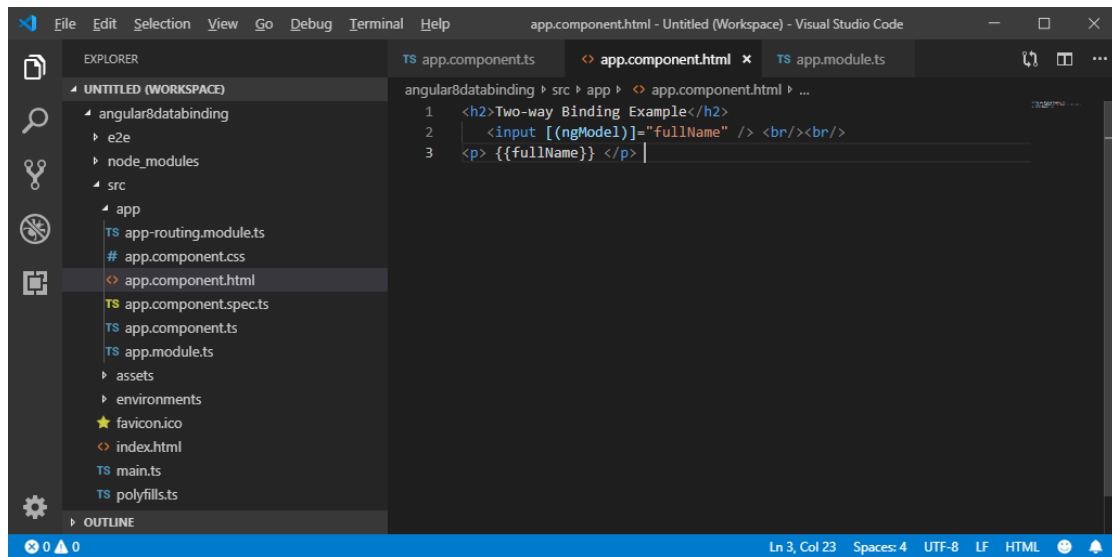 File Edit Selection View Go Debug Terminal Help app.component.html - Untitled (Workspace) - Visual Studio Code
EXPLORER
UNTITLED (WORKSPACE)
angular8databinding
e2e
node_modules
src
app
TS app-routing.module.ts
# app.component.css
<> app.component.html
TS app.component.spec.ts
TS app.component.ts
TS app.module.ts
assets
environments
favicon.ico
<> index.html
TS main.ts
TS polyfills.ts
OUTLINE
TS app.component.ts <> app.component.html × TS app.module.ts
angular8databinding ▸ src ▸ app ▸ <> app.component.html ▸ ...
1 <h2>Two-way Binding Example</h2>
2 <input [(ngModel)]="fullName" /> <br/><br/>
3 <p> {{fullName}} </p>
0 0 Ln 3, Col 23 Spaces: 4 UTF-8 LF HTML